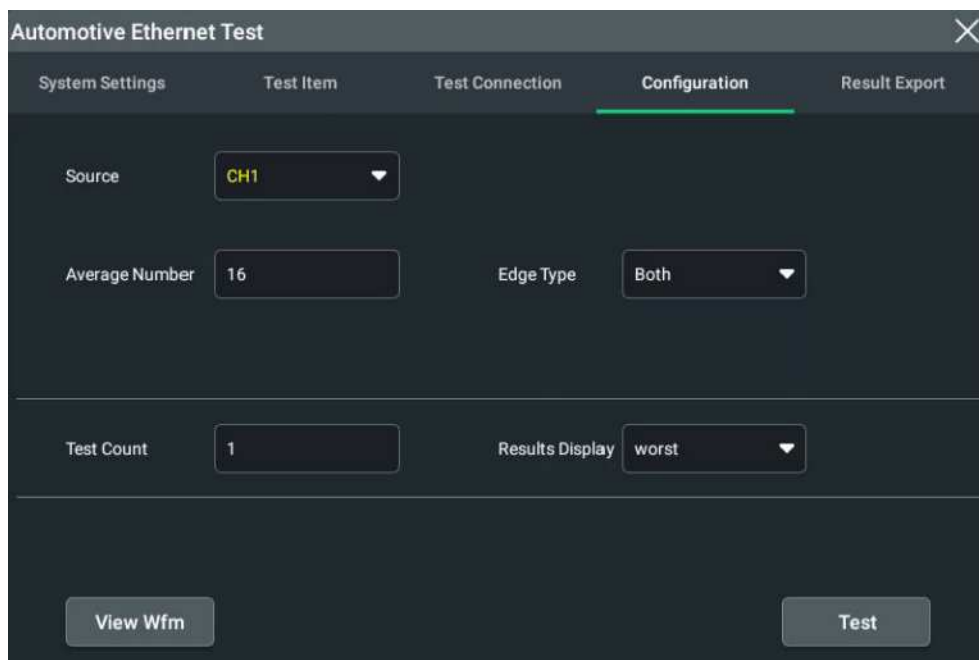 Automotive Ethernet Test
System Settings Test Item Test Connection Configuration Result Export
Source CH1
Average Number 16 Edge Type Both
Test Count 1 Results Display worst
View Wfm Test